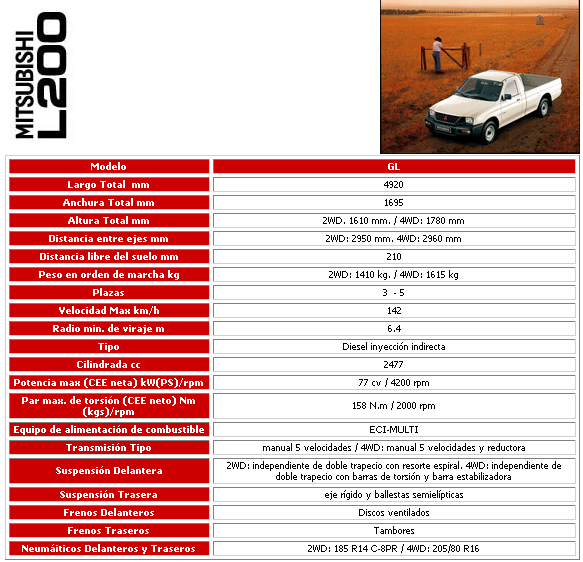 MITSUBISHI
L200
Modelo GL
Largo Total mm 4920
Anchura Total mm 1695
Altura Total mm 2WD. 1610 mm. / 4WD: 1780 mm
Distancia entre ejes mm 2WD: 2950 mm. 4WD: 2960 mm
Distancia libre del suelo mm 210
Peso en orden de marcha kg 2WD: 1410 kg. / 4WD: 1615 kg
Plazas 3 - 5
Velocidad Max km/h 142
Radio min. de viraje m 6.4
Tipo Diesel inyección indirecta
Cilindrada cc 2477
Potencia max (CEE neta) kW(PS)/rpm 77 cv / 4200 rpm
Par max. de torsión (CEE neto) Nm
(kgs)/rpm
158 N.m / 2000 rpm
Equipo de alimentación de combustible ECI-MULTI
Transmisión Tipo manual 5 velocidades / 4WD: manual 5 velocidades y reductora
Suspensión Delantera
2WD: independiente de doble trapecio con resorte espiral. 4WD: independiente de
doble trapecio con barras de torsión y barra estabilizadora
Suspensión Trasera eje rígido y ballestas semielípticas
Frenos Delanteros Discos ventilados
Frenos Traseros Tambores
Neumáiticos Delanteros y Traseros 2WD: 185 R14 C-8PR / 4WD: 205/80 R16